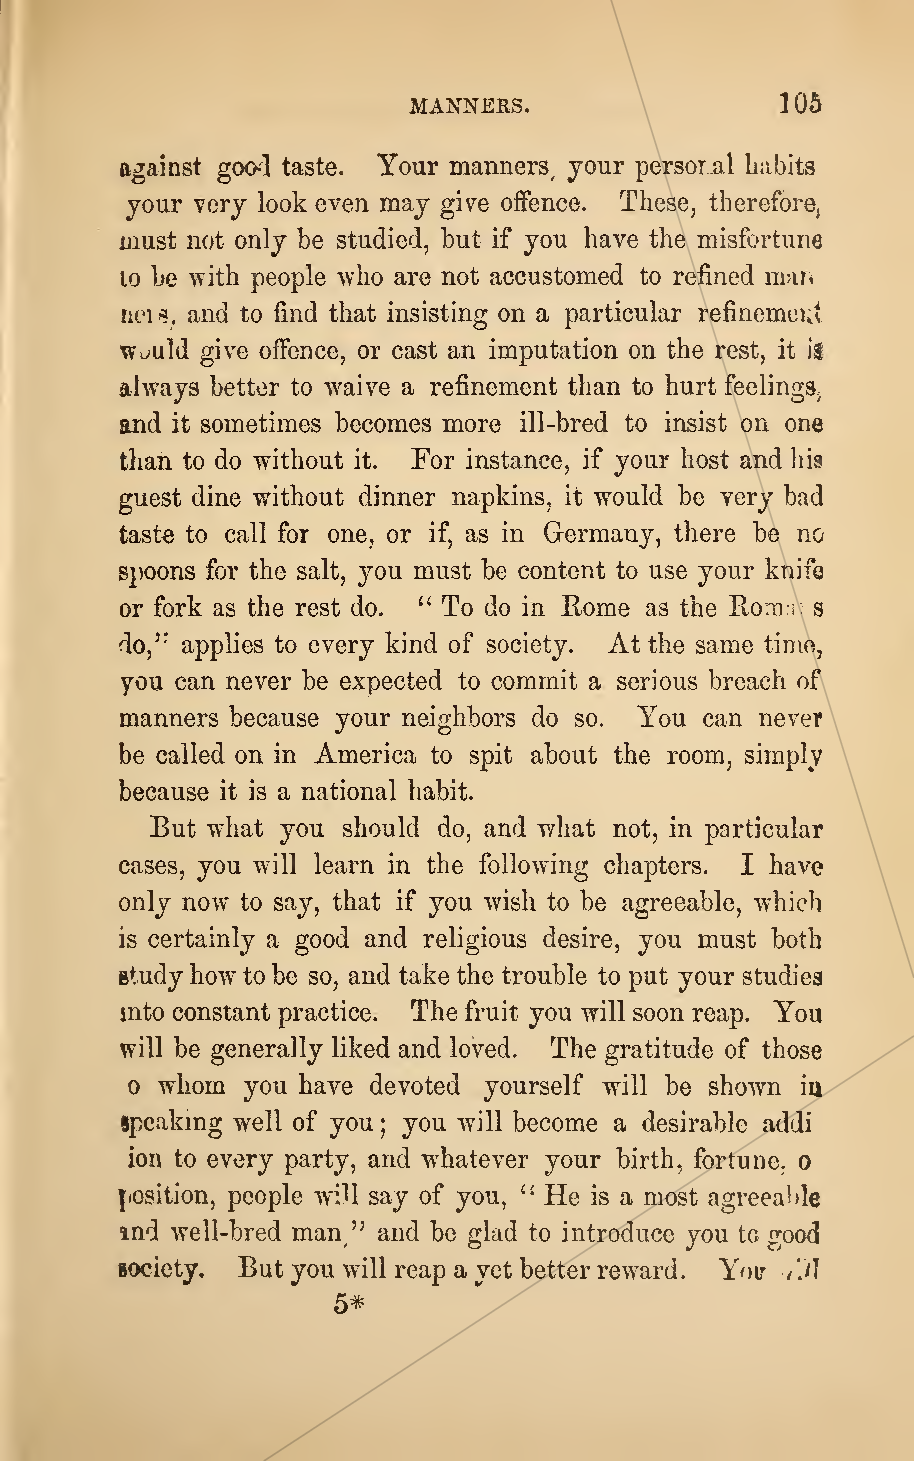 MANNERS. 105
against good taste. Your manners, your personal habits
your very look even may give offence. These, therefore,
must not only be studied, but if you have the misfortune
to be with people who are not accustomed to refined man
ners, and to find that insisting on a particular refinement
would give offence, or cast an imputation on the rest, it is
always better to waive a refinement than to hurt feelings,
and it sometimes becomes more ill-bred to insist on one
than to do without it. For instance, if your host and his
guest dine without dinner napkins, it would be very bad
taste to call for one, or if, as in Germany, there be no
spoons for the salt, you must be content to use your knife
or fork as the rest do. “ To do in Rome as the Romans
do,” applies to every kind of society. At the same time,
you can never be expected to commit a serious breach of
manners because your neighbors do so. You can never
be called on in America to spit about the room, simply
because it is a national habit.
But what you should do, and what not, in particular
cases, you will learn in the following chapters. I have
only now to say, that if you wish to be agreeable, which
is certainly a good and religious desire, you must both
study how to be so, and take the trouble to put your studies
into constant practice. The fruit you will soon reap. You
will be generally liked and loved. The gratitude of those
o whom you have devoted yourself will be shown in
speaking well of you; you will become a desirable addi
ion to every party, and whatever your birth, fortune, o
position, people will say of you, “ He is a most agreeable
and well-bred man,” and be glad to introduce you to good
society. But you will reap a yet better reward. You
5*